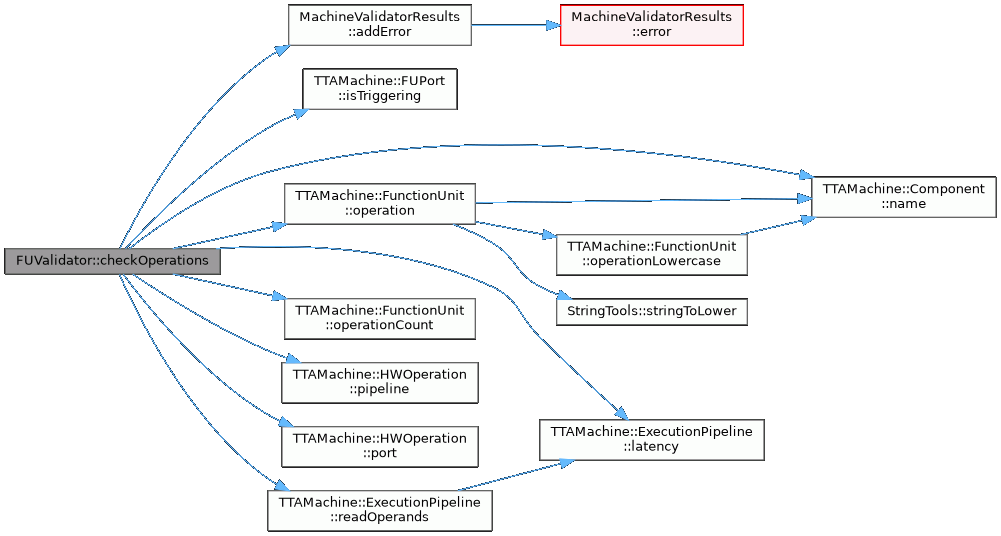 MachineValidatorResults
::addError
MachineValidatorResults
::error
TTAMachine::FUPort
::isTriggering
TTAMachine::Component
::name
TTAMachine::FunctionUnit
::operation
TTAMachine::FunctionUnit
::operationLowercase
FUValidator::checkOperations
StringTools::stringToLower
TTAMachine::FunctionUnit
::operationCount
TTAMachine::HWOperation
::pipeline
TTAMachine::HWOperation
::port
TTAMachine::ExecutionPipeline
::latency
TTAMachine::ExecutionPipeline
::readOperands